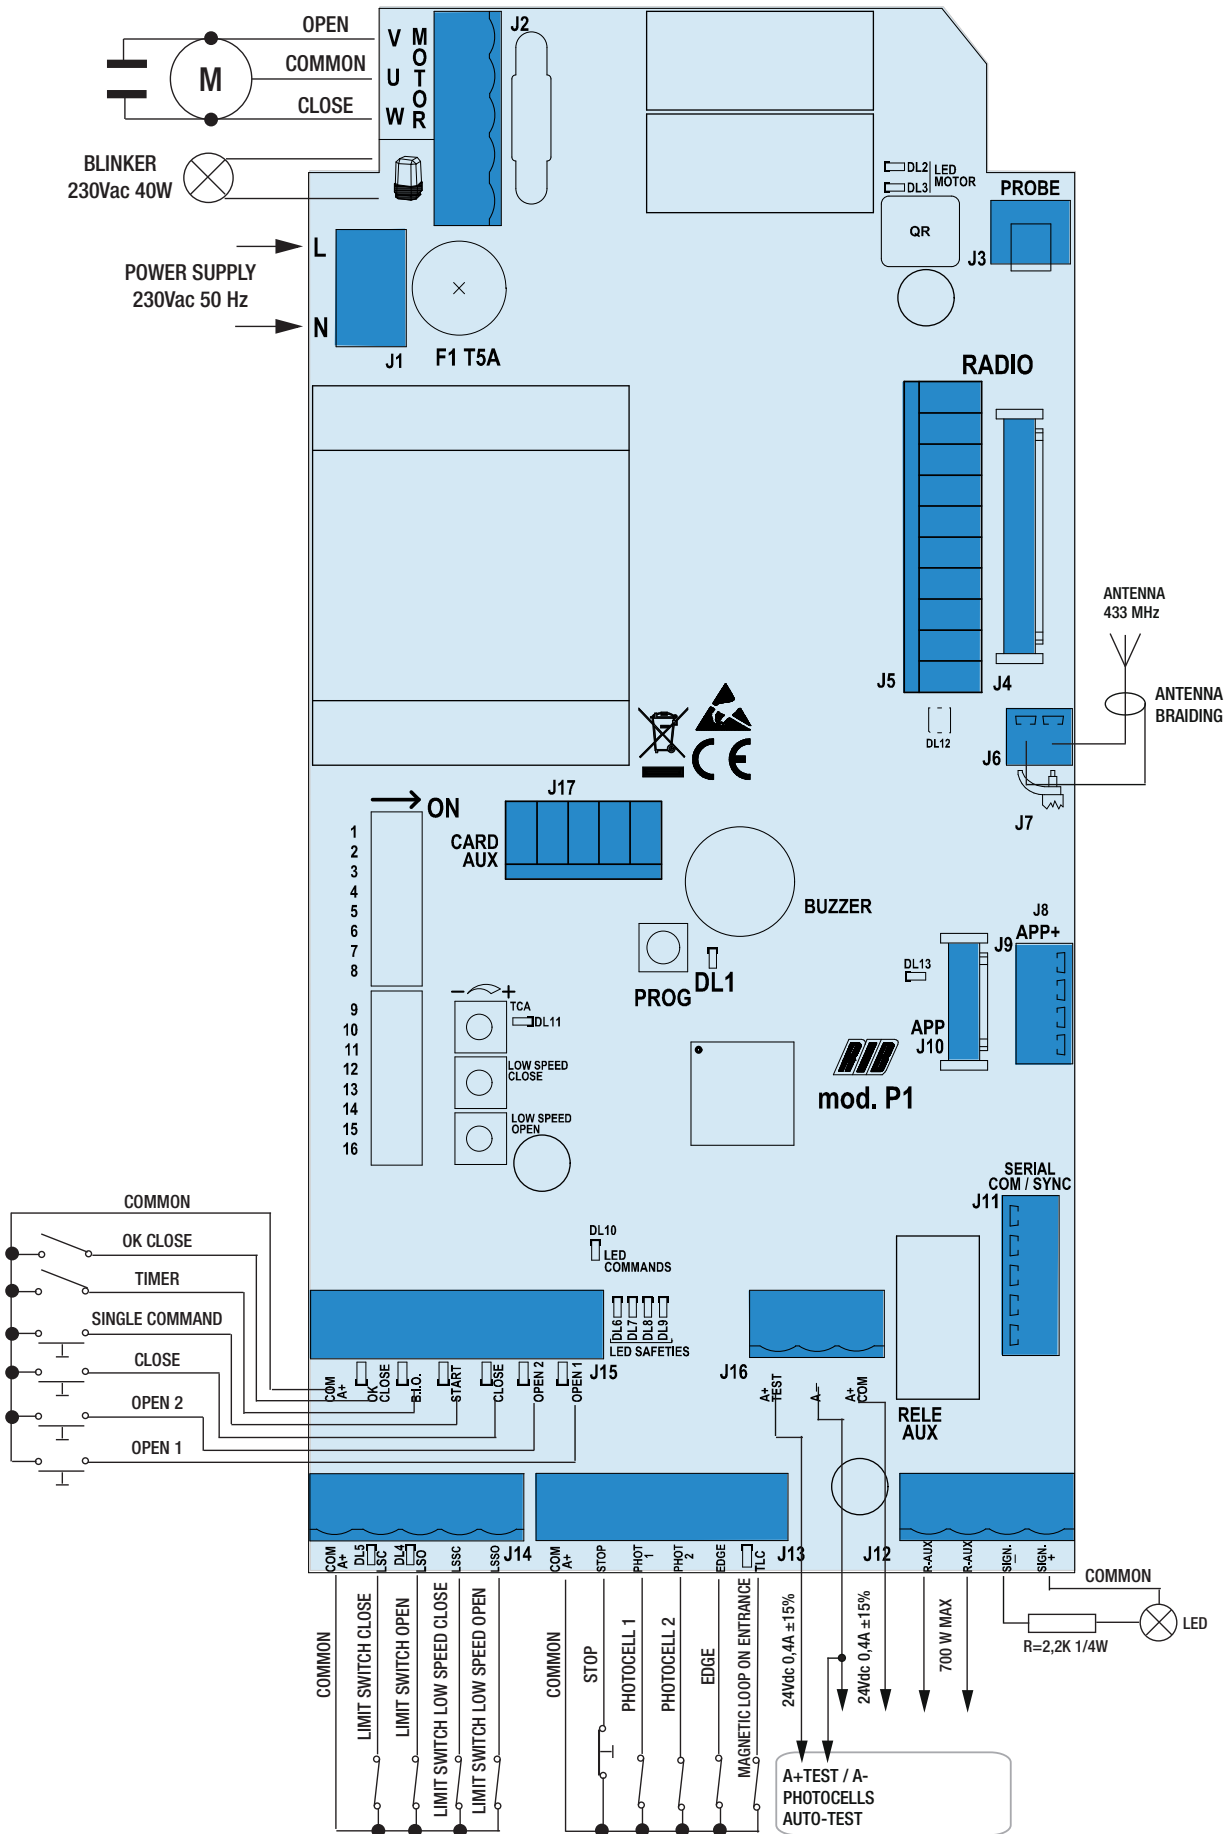 OPEN
COMMON
CLOSE
M
V
U
W
MOTOR
J2
BLINKER
230Vac 40W
L
POWER SUPPLY
230Vac 50 Hz
N
J1
F1 T5A
DL2
DL3
LED
MOTOR
PROBE
QR
J3
RADIO
J5
J4
ANTENNA
433 MHz
ANTENNA
BRAIDING
DL12
J6
J7
CE
ON
J17
CARD
AUX
1
2
3
4
5
6
7
8
9
10
11
12
13
14
15
16
BUZZER
PROG
DL1
J8
APP+
J9
DL13
APP
J10
- +
TCA
DL11
LOW SPEED
CLOSE
LOW SPEED
OPEN
mod. P1
SERIAL
COM / SYNC
J11
COMMON
OK CLOSE
TIMER
SINGLE COMMAND
CLOSE
OPEN 2
OPEN 1
DL10
LED
COMMANDS
DL6
DL7
DL8
DL9
LED SAFETIES
J15
J16
COM
A+
OK
CLOSE
B.I.O.
START
CLOSE
OPEN 2
OPEN 1
A+
TEST
A-
A+
COM
RELE
AUX
J14
J13
J12
COM
A+
DL5
LSC
DL4
LSO
LSSC
LSSO
COM
A+
STOP
PHOT
1
PHOT
2
EDGE
TLC
R-AUX
R-AUX
SIGN.
-
SIGN.
+
COMMON
LED
R=2,2K 1/4W
COMMON
LIMIT SWITCH CLOSE
LIMIT SWITCH OPEN
LIMIT SWITCH LOW SPEED CLOSE
LIMIT SWITCH LOW SPEED OPEN
COMMON
STOP
PHOTOCELL 1
PHOTOCELL 2
EDGE
MAGNETIC LOOP ON ENTRANCE
24Vdc 0,4A ±15%
24Vdc 0,4A ±15%
700 W MAX
A+TEST / A-
PHOTOCELLS
AUTO-TEST